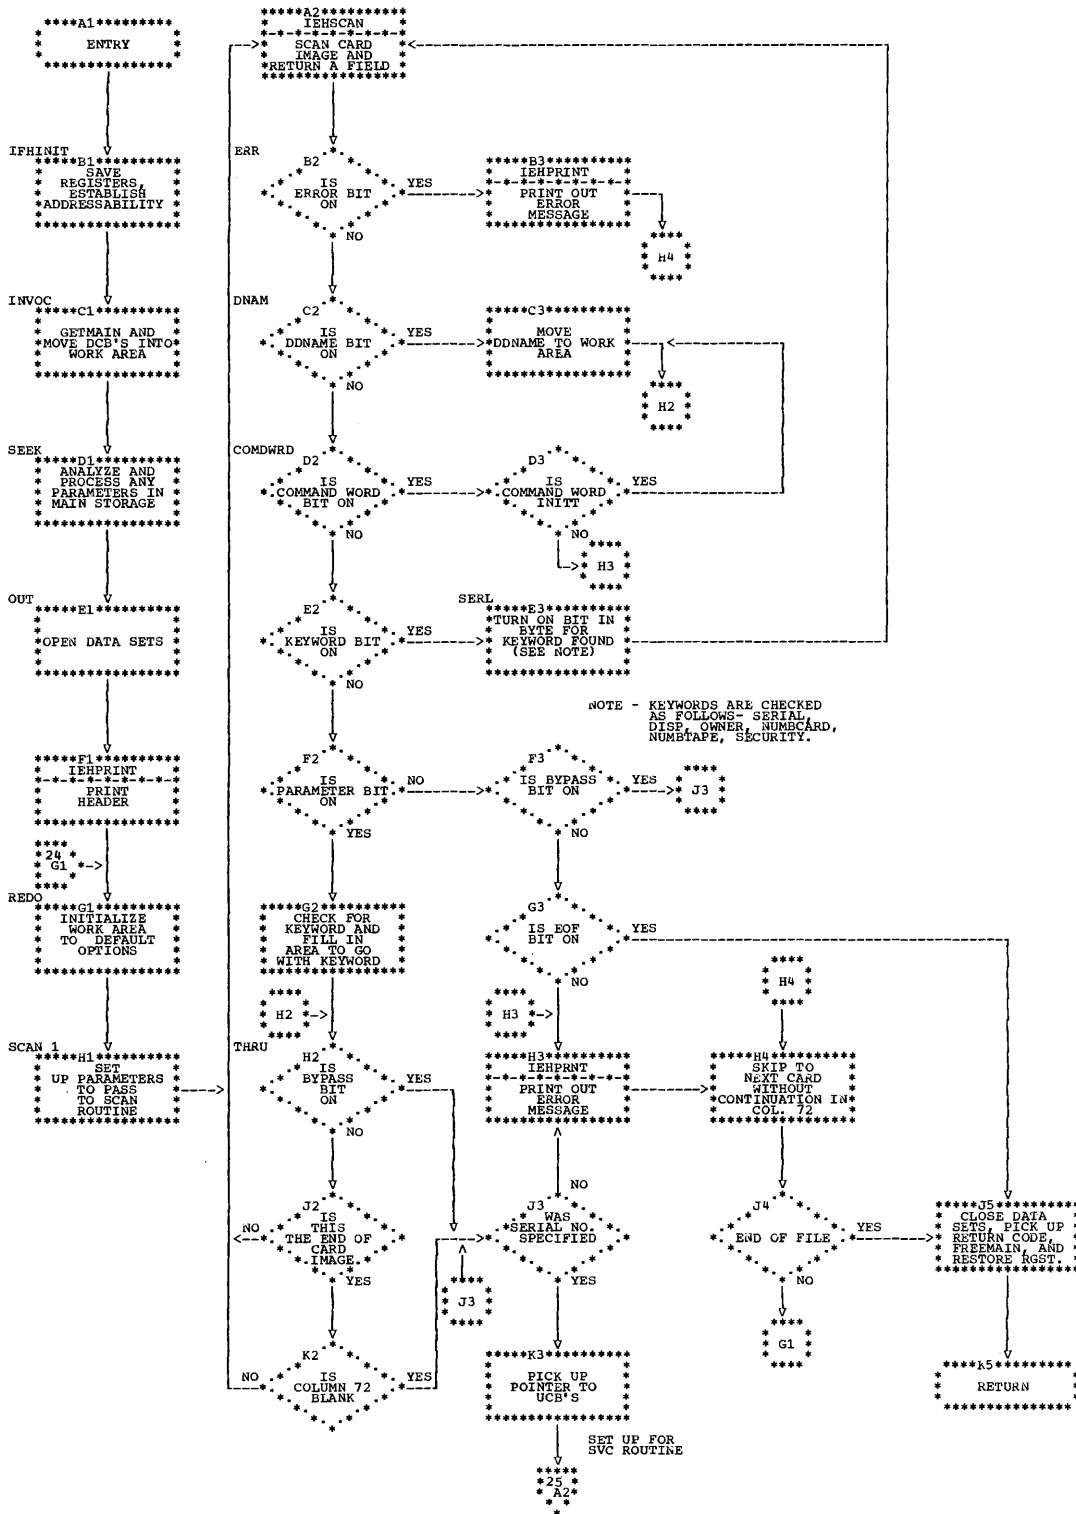 A1
ENTRY
IFHINIT
B1
SAVE
REGISTERS,
ESTABLISH
ADDRESSABILITY
INVOC
C1
GETMAIN AND
MOVE DCB'S INTO
WORK AREA
SEEK
D1
ANALYZE AND
PROCESS ANY
PARAMETERS IN
MAIN STORAGE
OUT
E1
OPEN DATA SETS
F1
IEHPRINT
PRINT
HEADER
24
G1
REDO
G1
INITIALIZE
WORK AREA
TO DEFAULT
OPTIONS
SCAN 1
H1
SET
UP PARAMETERS
TO PASS
TO SCAN
ROUTINE
A2
IEHSCAN
SCAN CARD
IMAGE AND
RETURN A FIELD
ERR
B2
IS
ERROR BIT
ON
YES
NO
B3
IEHPRINT
PRINT OUT
ERROR
MESSAGE
H4
DNAM
C2
IS
DDNAME BIT
ON
YES
NO
C3
MOVE
DDNAME TO WORK
AREA
H2
COMDWRD
D2
IS
COMMAND WORD
BIT ON
YES
NO
D3
IS
COMMAND WORD
INITT
YES
NO
H3
E2
IS
KEYWORD BIT
ON
YES
NO
SERL
E3
TURN ON BIT IN
BYTE FOR
KEYWORD FOUND
(SEE NOTE)
NOTE - KEYWORDS ARE CHECKED
AS FOLLOWS- SERIAL,
DISP, OWNER, NUMBCARD,
NUMBTAPE, SECURITY.
F2
IS
PARAMETER BIT
ON
NO
YES
F3
IS BYPASS
BIT ON
YES
NO
J3
G2
CHECK FOR
KEYWORD AND
FILL IN
AREA TO GO
WITH KEYWORD
G3
IS EOF
BIT ON
YES
NO
H2
THRU
H2
IS
BYPASS
BIT
ON
YES
NO
H3
H3
IEHPRNT
PRINT OUT
ERROR
MESSAGE
H4
H4
SKIP TO
NEXT CARD
WITHOUT
CONTINUATION IN
COL. 72
J2
IS
THIS
THE END OF
CARD
IMAGE.
NO
YES
J3
WAS
SERIAL NO.
SPECIFIED
NO
YES
J3
J4
END OF FILE
YES
NO
G1
J5
CLOSE DATA
SETS, PICK UP
RETURN CODE,
FREEMAIN, AND
RESTORE RGST.
K2
IS
COLUMN 72
BLANK
NO
YES
K3
PICK UP
POINTER TO
UCB'S
K5
RETURN
SET UP FOR
SVC ROUTINE
25
A2